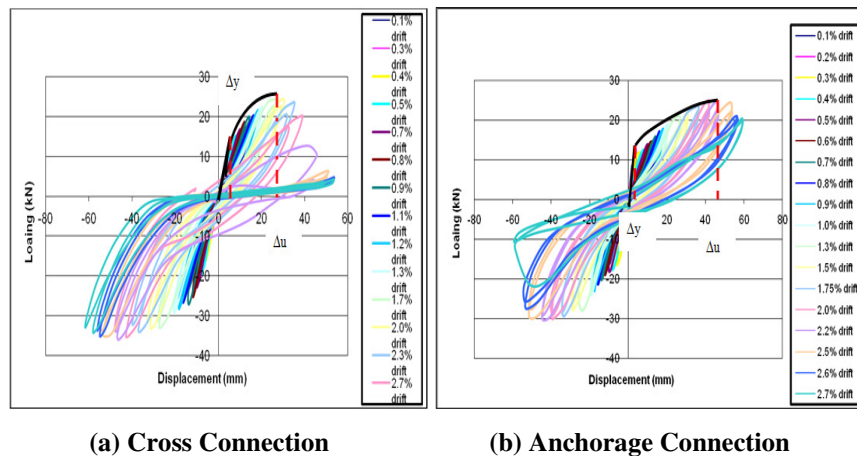 Loaing (kN)
30
20
10
0
-10
-20
-30
-40
-80
-60
-40
-20
0
20
40
60
Δy
Δu
Displacement (mm)
0.1%
drift
0.3%
drift
0.4%
drift
0.5%
drift
0.7%
drift
0.8%
drift
0.9%
drift
1.1%
drift
1.2%
drift
1.3%
drift
1.7%
drift
2.0%
drift
2.3%
drift
2.7%
drift
(a) Cross Connection
Loaing (kN)
30
20
10
0
-10
-20
-30
-40
-80
-60
-40
-20
0
20
40
60
80
Δy
Δu
Displacement (mm)
0.1% drift
0.2% drift
0.3% drift
0.4% drift
0.5% drift
0.6% drift
0.7% drift
0.8% drift
0.9% drift
1.0% drift
1.3% drift
1.5% drift
1.75% drift
2.0% drift
2.2% drift
2.5% drift
2.6% drift
2.7% drift
(b) Anchorage Connection